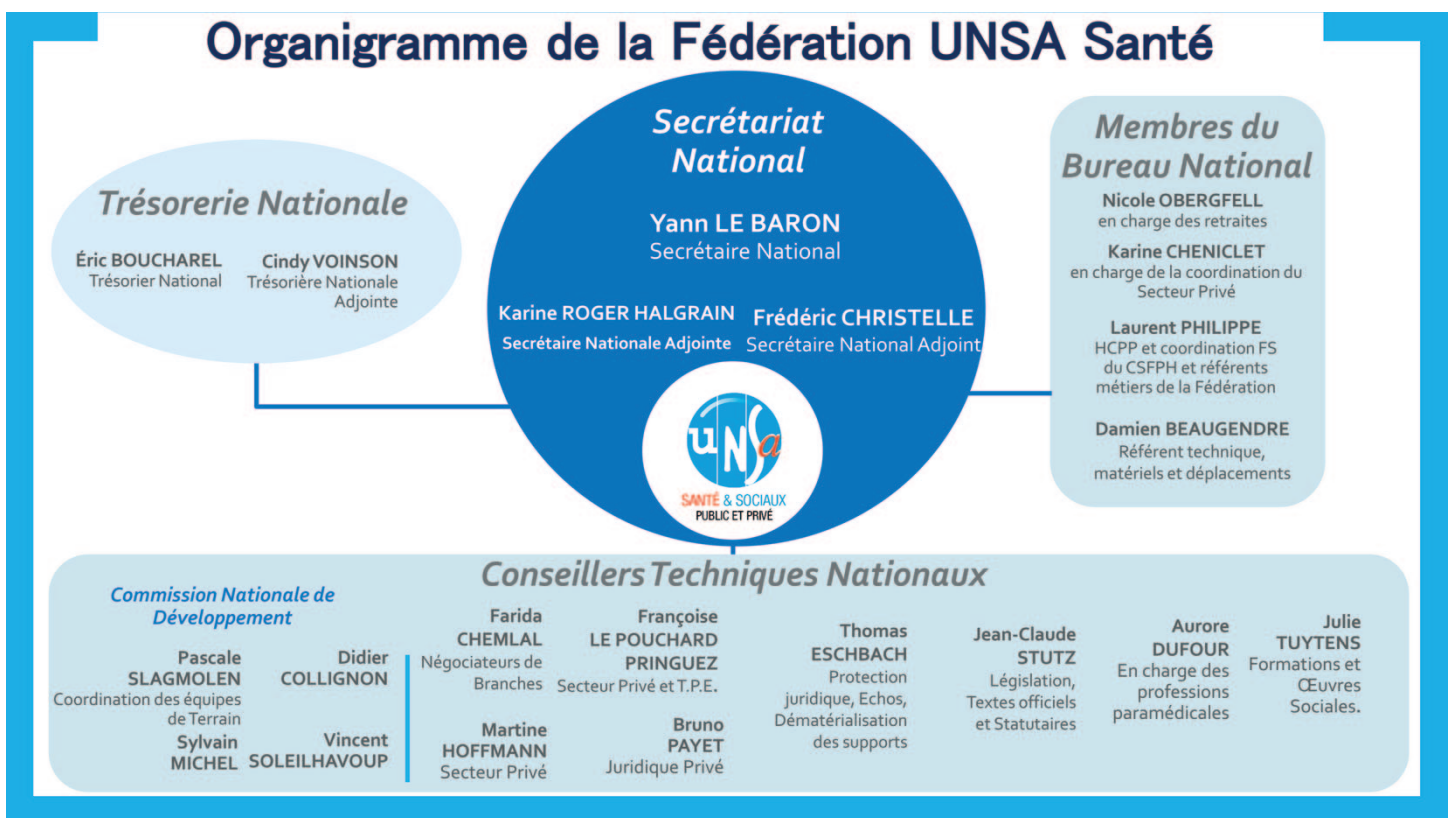 Organigramme de la Fédération UNSA Santé
Secrétariat
National
Yann LE BARON
Secrétaire National
Karine ROGER HALGRAIN
Secrétaire Nationale Adjointe
Frédéric CHRISTELLE
Secrétaire National Adjoint
uNSa
SANTÉ & SOCIAUX
PUBLIC ET PRIVÉ
Trésorerie Nationale
Éric BOUCHAREL
Trésorier National
Cindy VOINSON
Trésorière Nationale
Adjointe
Membres du
Bureau National
Nicole OBERGFELL
en charge des retraites
Karine CHENICLET
en charge de la coordination du
Secteur Privé
Laurent PHILIPPE
HCPP et coordination FS
du CSFPH et référents
métiers de la Fédération
Damien BEAUGENDRE
Référent technique,
matériels et déplacements
Conseillers Techniques Nationaux
Commission Nationale de
Développement
Pascale
SLAGMOLEN
Coordination des équipes
de Terrain
Didier
COLLIGNON
Sylvain
MICHEL
Vincent
SOLEILHAVOUP
Farida
CHEMLAL
Négociateurs de
Branches
Françoise
LE POUCHARD
PRINGUEZ
Secteur Privé et T.P.E.
Martine
HOFFMANN
Secteur Privé
Bruno
PAYET
Juridique Privé
Thomas
ESCHBACH
Protection
juridique, Echos,
Dématérialisation
des supports
Jean-Claude
STUTZ
Législation,
Textes officiels
et Statutaires
Aurore
DUFOUR
En charge des
professions
paramédicales
Julie
TUYTENS
Formations et
Œuvres
Sociales.